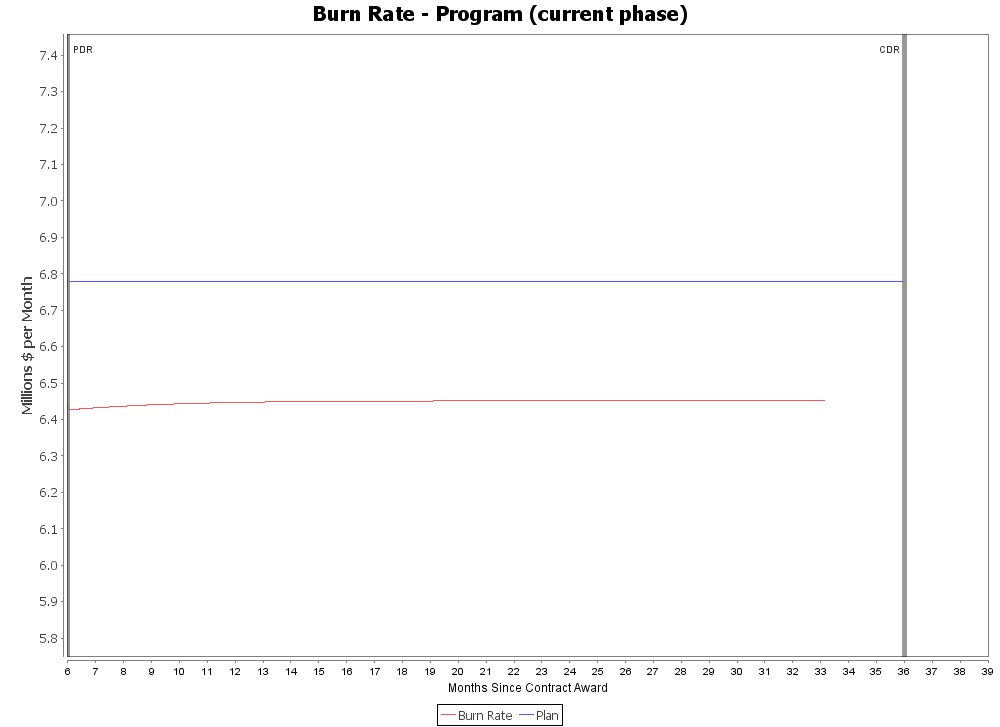 Burn Rate - Program (current phase)
PDR
CDR
7.4
7.3
7.2
7.1
7.0
6.9
6.8
6.7
6.6
6.5
6.4
6.3
6.2
6.1
6.0
5.9
5.8
Millions $ per Month
6 7 8 9 10 11 12 13 14 15 16 17 18 19 20 21 22 23 24 25 26 27 28 29 30 31 32 33 34 35 36 37 38 39
Months Since Contract Award
Burn Rate Plan